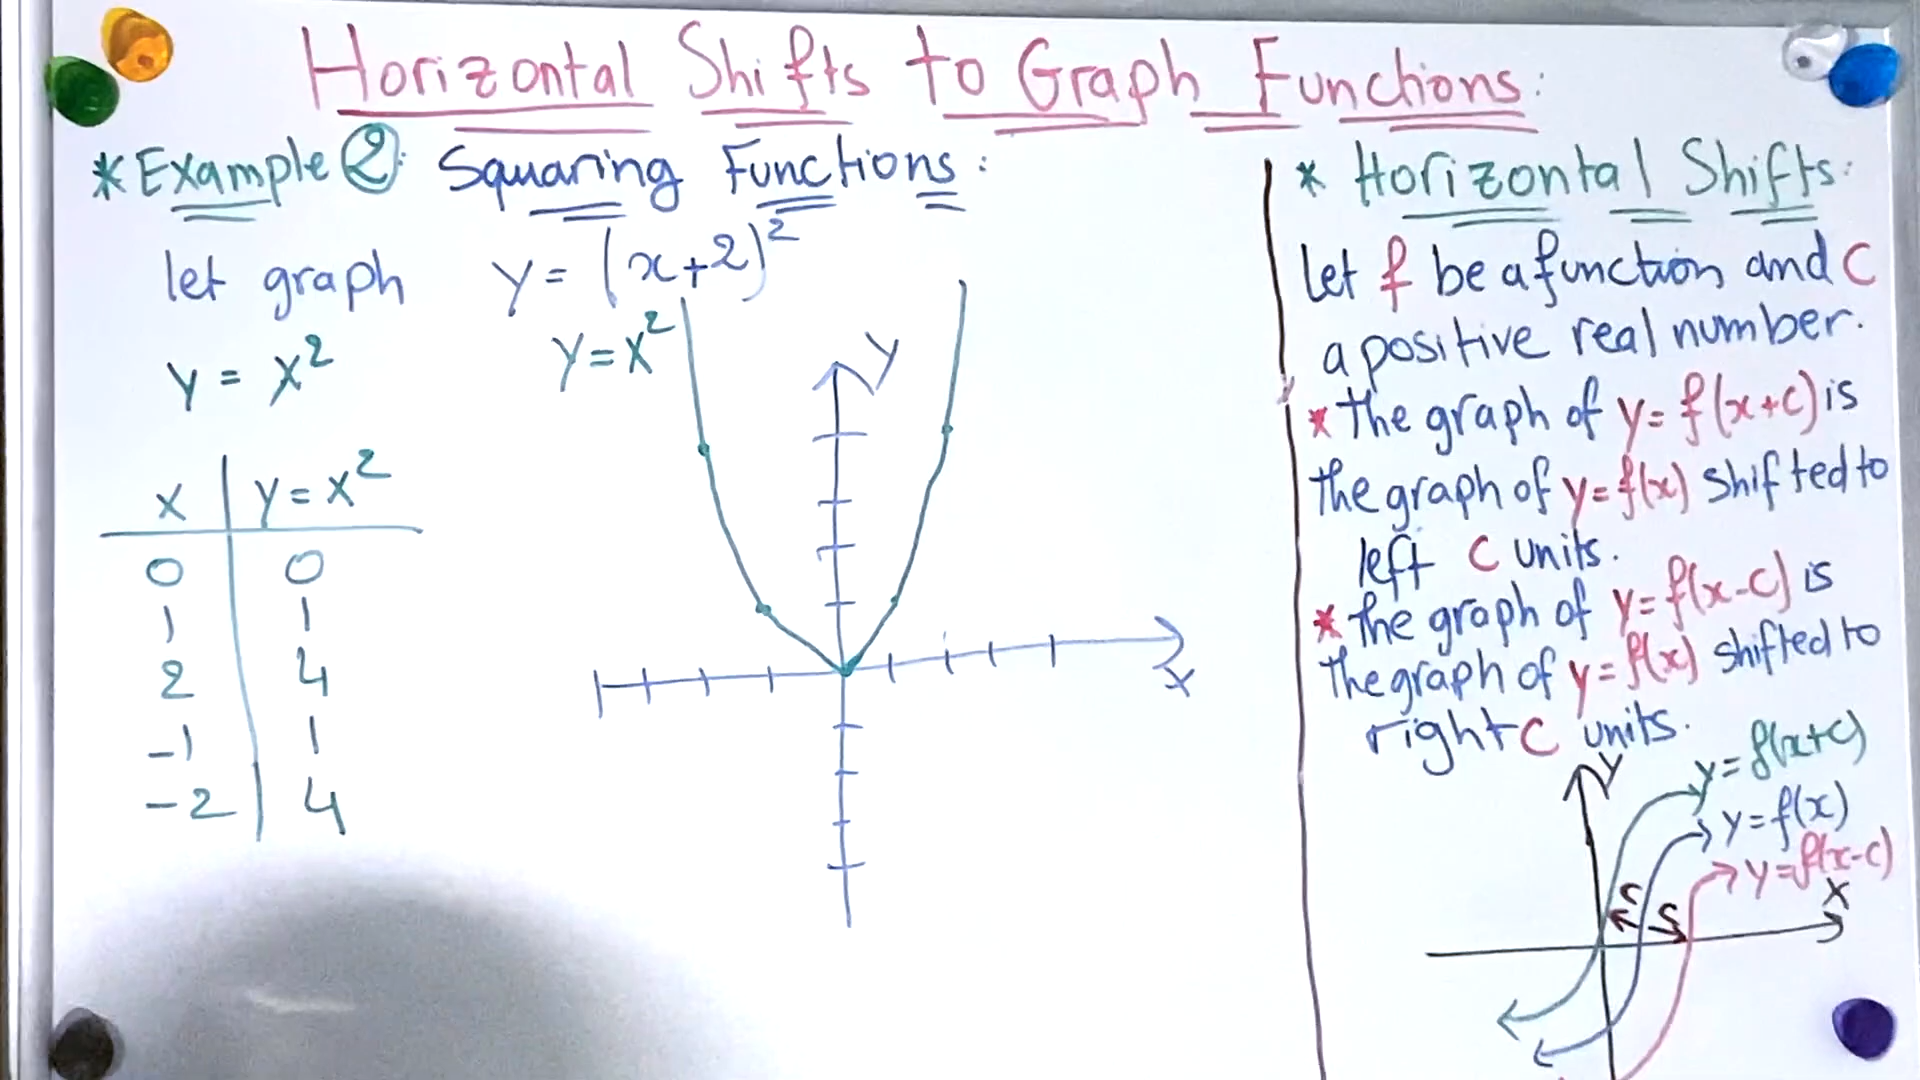 Horizontal Shifts to Graph Functions:
*Example 2: Squaring Functions:
let graph y = (x+2)²
y = x²
x | y = x²
0 | 0
1 | 1
2 | 4
-1 | 1
-2 | 4
y = x²
y
x
* Horizontal Shifts:
let f be a function and C
a positive real number.
* the graph of y = f(x+c) is
the graph of y = f(x) shifted to
left C units.
* the graph of y = f(x-c) is
the graph of y = f(x) shifted to
right C units.
y
y = f(x+c)
y = f(x)
y = f(x-c)
x
c
c